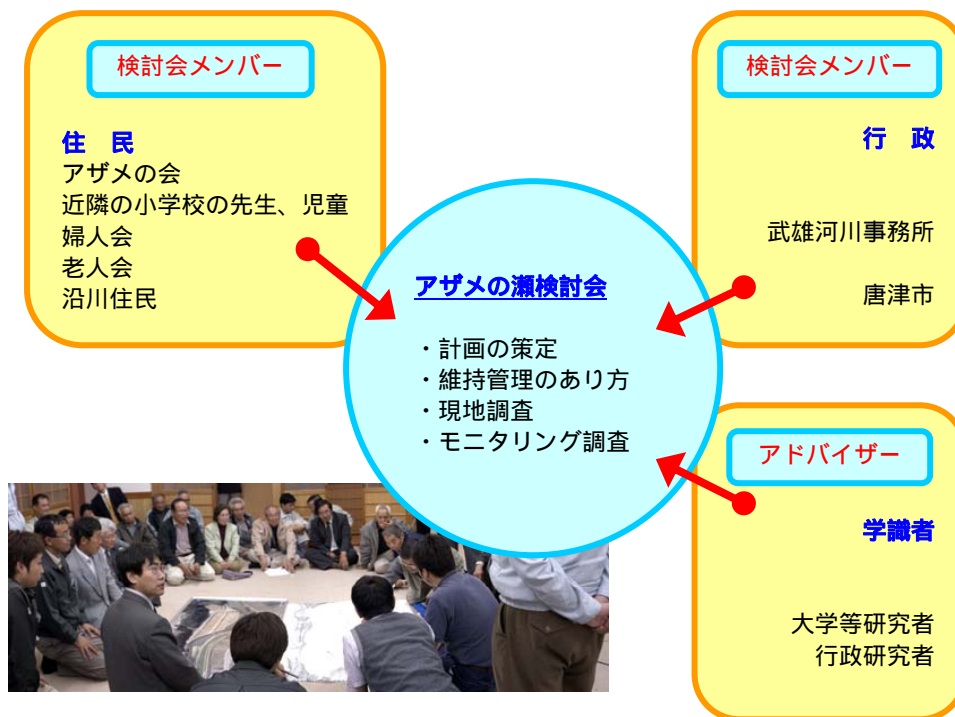 検討会メンバー
住 民
アザメの会
近隣の小学校の先生、児童
婦人会
老人会
沿川住民
検討会メンバー
行 政
武雄河川事務所
唐津市
アザメの瀬検討会
・計画の策定
・維持管理のあり方
・現地調査
・モニタリング調査
アドバイザー
学識者
大学等研究者
行政研究者